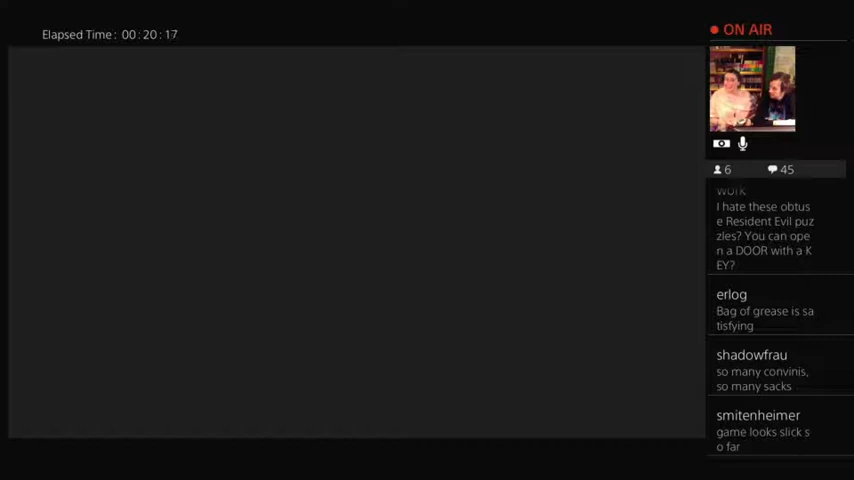 Elapsed Time: 00:20:17
ON AIR
6 45
work
I hate these obtus
e Resident Evil puz
zles? You can ope
n a DOOR with a K
EY?
erlog
Bag of grease is sa
tisfying
shadowfrau
so many convinis,
so many sacks
smitenheimer
game looks slick s
o far